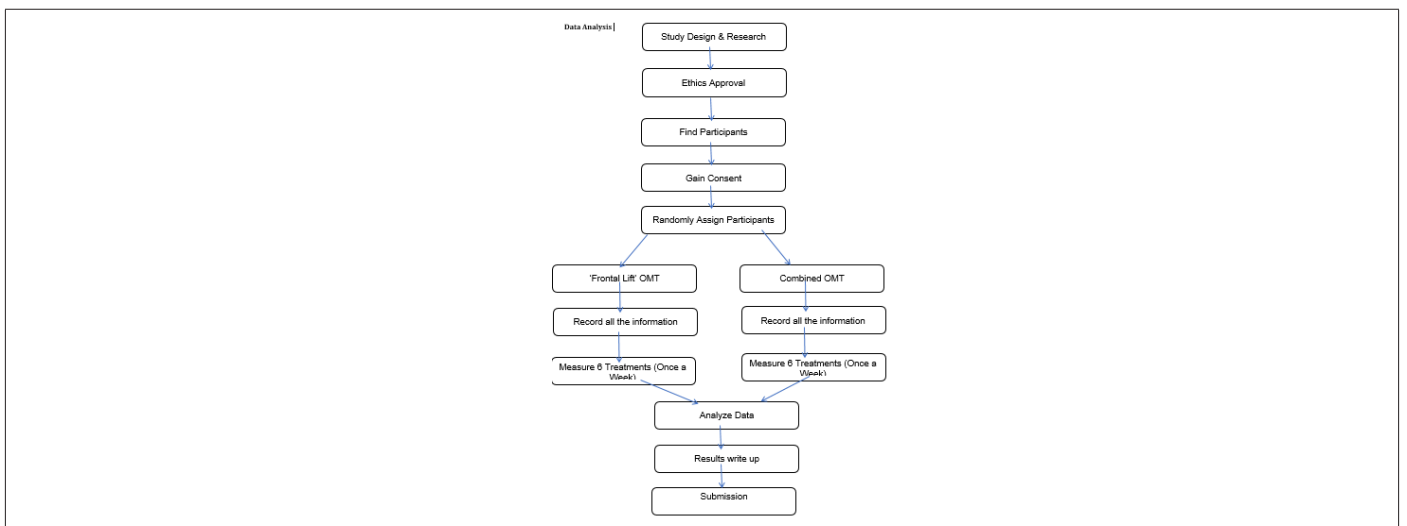 Data Analysis
Study Design & Research
Ethics Approval
Find Participants
Gain Consent
Randomly Assign Participants
'Frontal Lift' OMT
Combined OMT
Record all the information
Record all the information
Measure 6 Treatments (Once a
Week)
Measure 6 Treatments (Once a
Week)
Analyze Data
Results write up
Submission